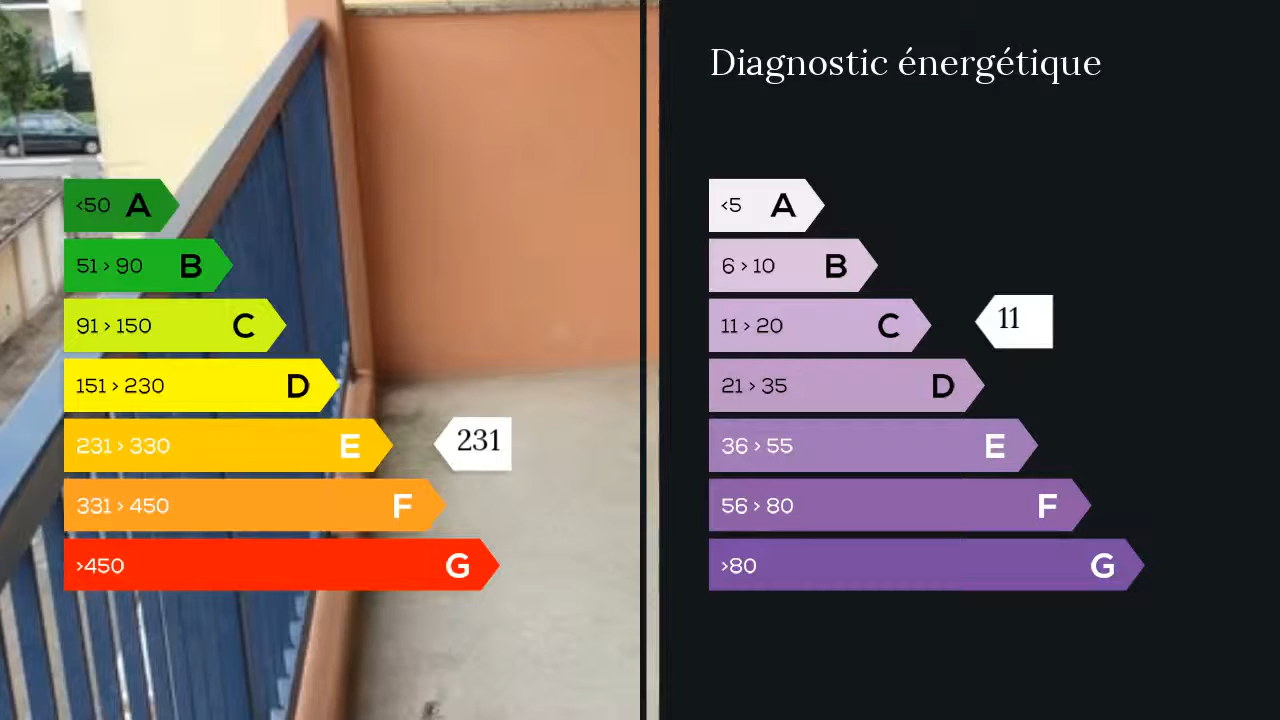 Diagnostic énergétique
<50 A
51 > 90 B
91 > 150 C
151 > 230 D
231 > 330 E
231
331 > 450 F
>450 G
<5 A
6 > 10 B
11 > 20 C
11
21 > 35 D
36 > 55 E
56 > 80 F
>80 G